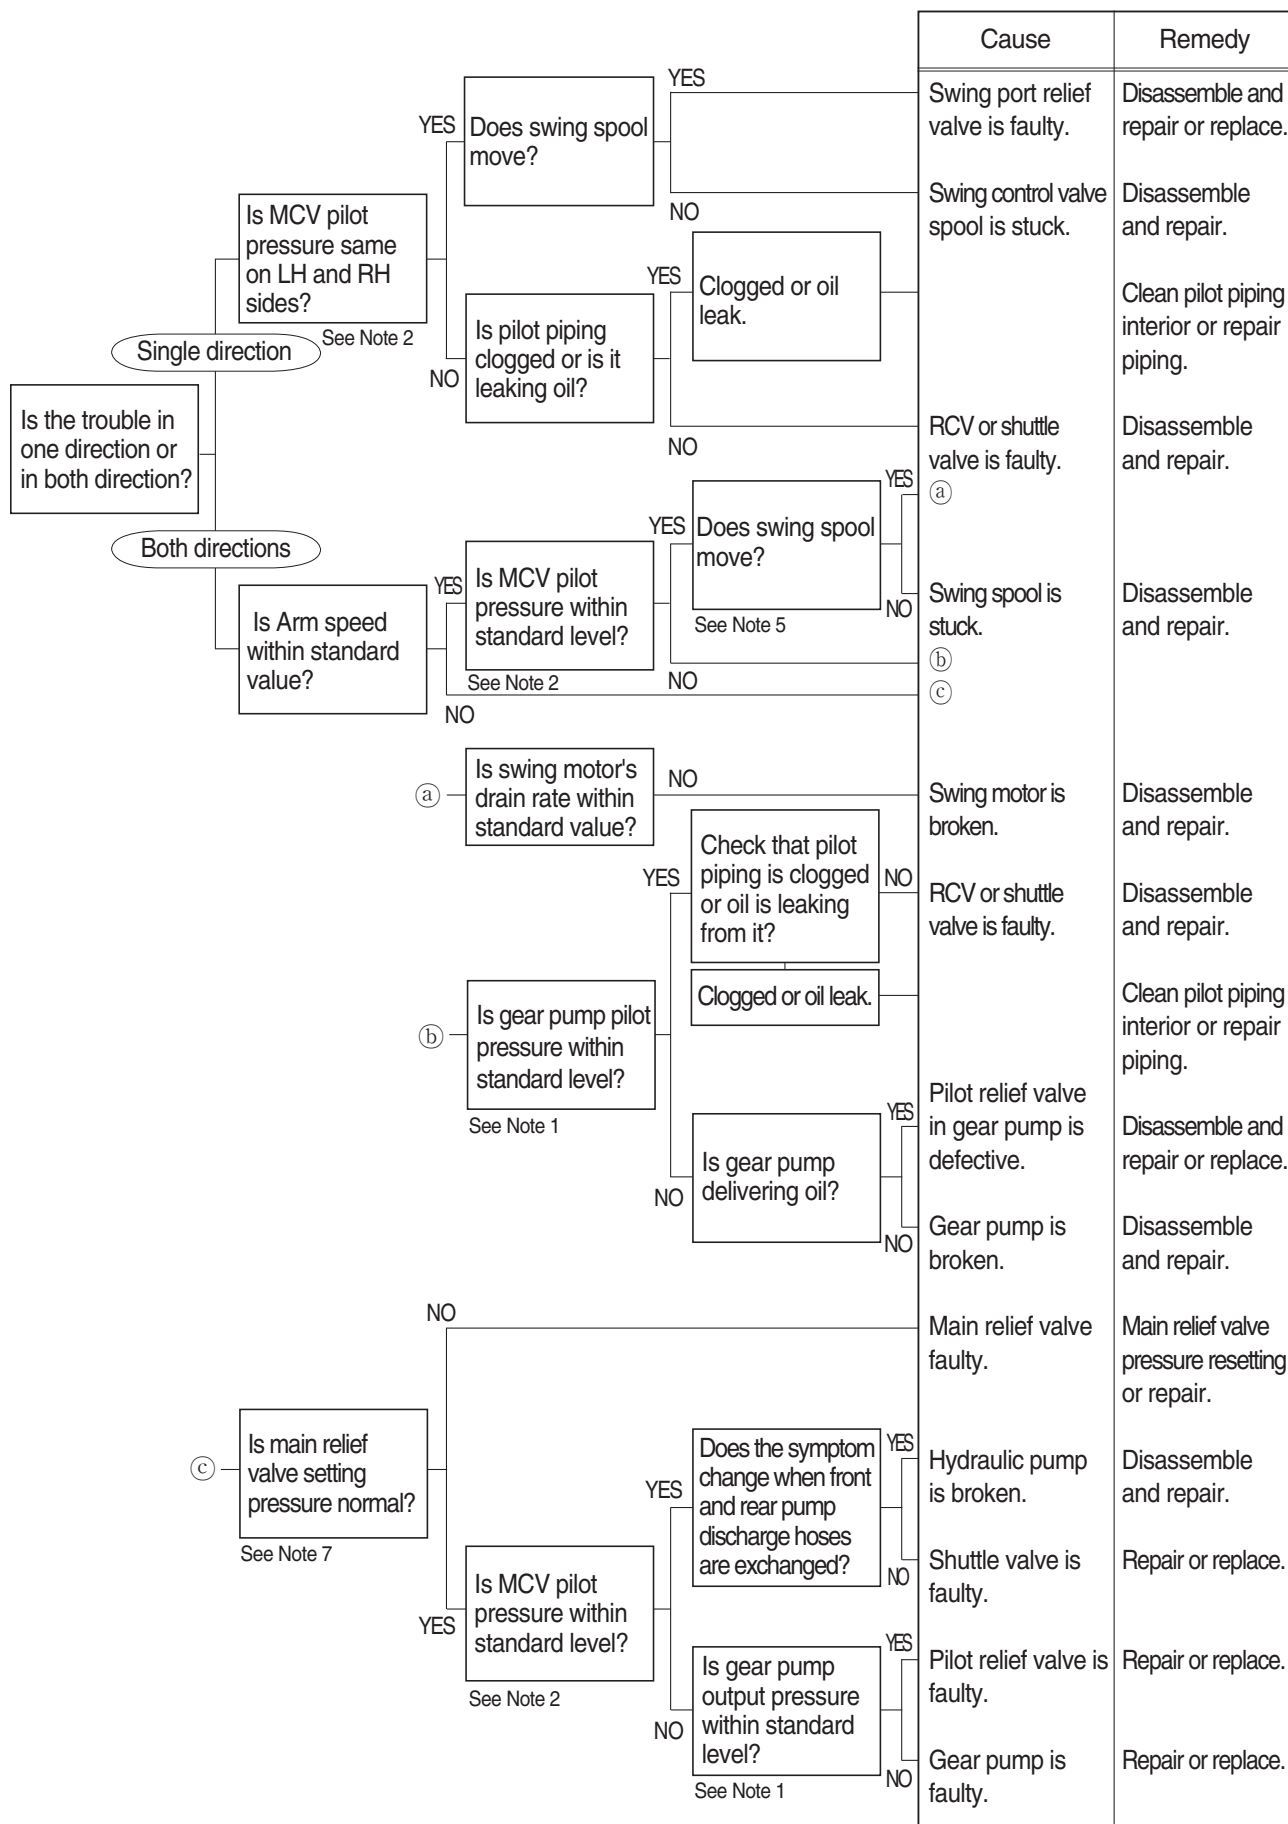 Cause
Remedy
YES
Does swing spool
move?
YES
Swing port relief
valve is faulty.
Disassemble and
repair or replace.
Is MCV pilot
pressure same
on LH and RH
sides?
See Note 2
NO
Swing control valve
spool is stuck.
Disassemble
and repair.
Single direction
NO
Is pilot piping
clogged or is it
leaking oil?
YES
Clogged or oil
leak.
Clean pilot piping
interior or repair
piping.
NO
RCV or shuttle
valve is faulty.
Disassemble
and repair.
Is the trouble in
one direction or
in both direction?
Both directions
Is Arm speed
within standard
value?
YES
Is MCV pilot
pressure within
standard level?
See Note 2
YES
Does swing spool
move?
See Note 5
YES
ⓐ
NO
Swing spool is
stuck.
Disassemble
and repair.
NO
ⓑ
NO
ⓒ
ⓐ
Is swing motor's
drain rate within
standard value?
NO
Swing motor is
broken.
Disassemble
and repair.
ⓑ
Is gear pump pilot
pressure within
standard level?
See Note 1
YES
Check that pilot
piping is clogged
or oil is leaking
from it?
NO
RCV or shuttle
valve is faulty.
Disassemble
and repair.
Clogged or oil leak.
Clean pilot piping
interior or repair
piping.
NO
Is gear pump
delivering oil?
YES
Pilot relief valve
in gear pump is
defective.
Disassemble and
repair or replace.
NO
Gear pump is
broken.
Disassemble
and repair.
ⓒ
Is main relief
valve setting
pressure normal?
See Note 7
NO
Main relief valve
faulty.
Main relief valve
pressure resetting
or repair.
YES
Is MCV pilot
pressure within
standard level?
See Note 2
YES
Does the symptom
change when front
and rear pump
discharge hoses
are exchanged?
YES
Hydraulic pump
is broken.
Disassemble
and repair.
NO
Shuttle valve is
faulty.
Repair or replace.
NO
Is gear pump
output pressure
within standard
level?
See Note 1
YES
Pilot relief valve is
faulty.
Repair or replace.
NO
Gear pump is
faulty.
Repair or replace.